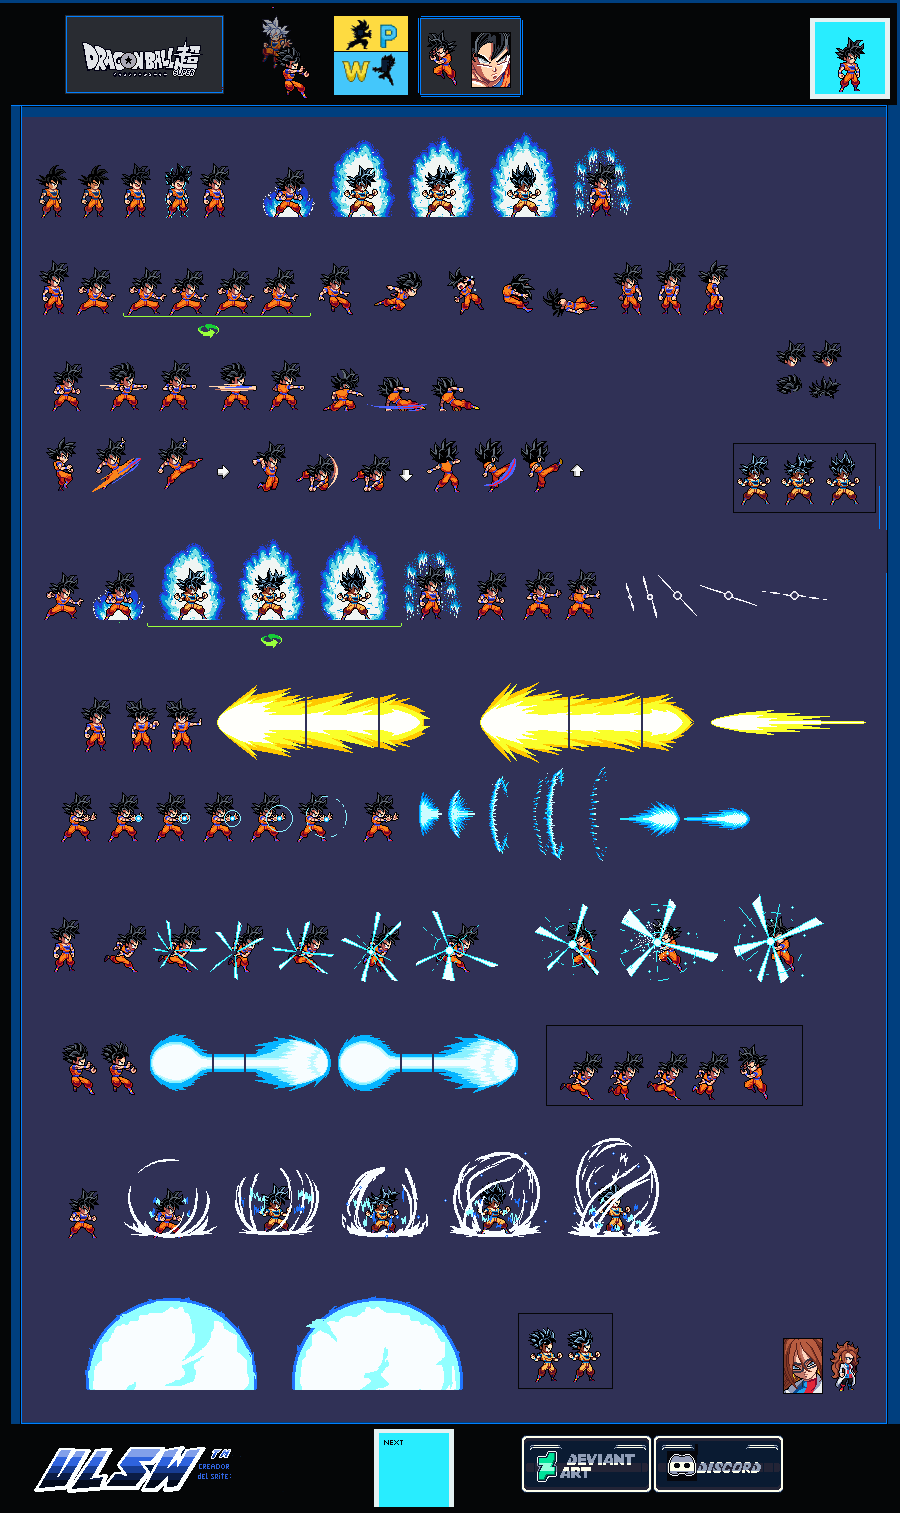 DRAGON BALL超
SUPER
P
W
ULSW TM
CREADOR
del SRITE:
NEXT
DEVIANT
ART
DISCORD